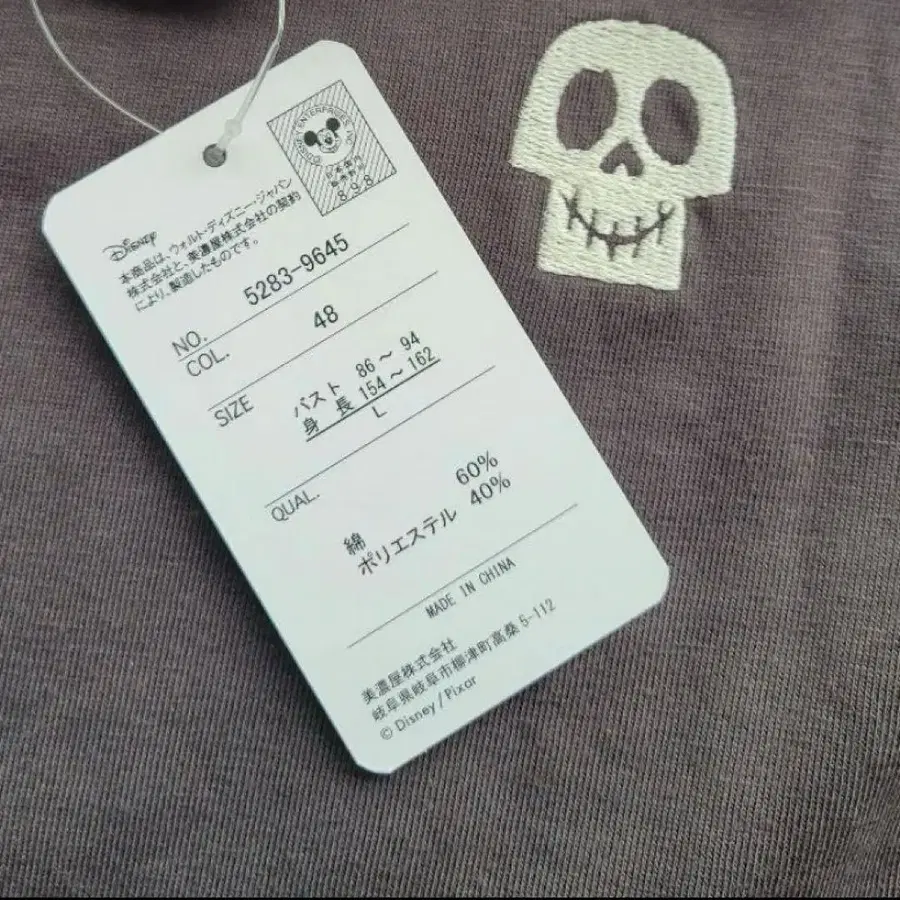 Disney
本商品は、ウォルト・ディズニー・ジャパン
株式会社と、美濃屋株式会社の契約
により、製造したものです。
898
NO. 5283-9645
COL. 48
SIZE バスト 86～94
身長 154～162
L
QUAL.
綿 60%
ポリエステル 40%
MADE IN CHINA
美濃屋株式会社
岐阜県岐阜市柳津町高桑5-112
© Disney/Pixar